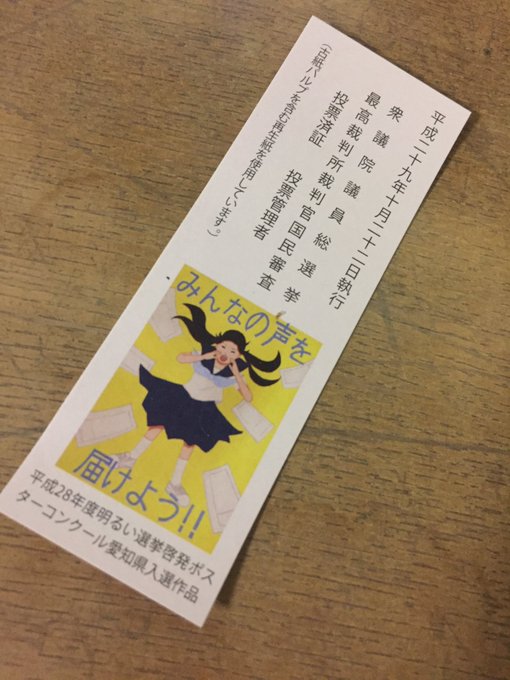 平成二十九年十月二十二日執行
衆議院議員総選挙
最高裁判所裁判官国民審査
投票済証 投票管理者
（古紙パルプを含む再生紙を使用しています。）
みんなの声を
届けよう!!
平成28年度明るい選挙啓発ポス
ターコンクール愛知県入選作品